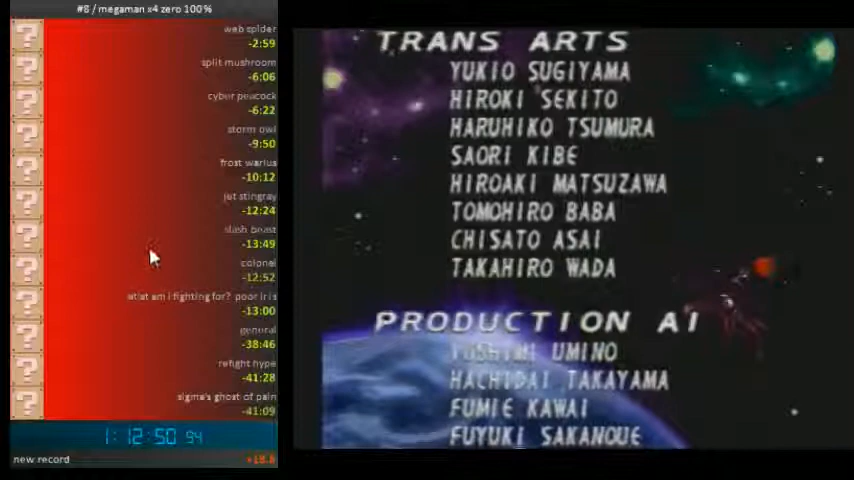 #8 / megaman x4 zero 100%
web spider
-2:59
split mushroom
-6:06
cyber peacock
-6:22
storm owl
-9:50
frost warlus
-10:12
jet stingray
-12:24
slash beast
-13:49
colonel
-12:52
what am i fighting for? poor iris
-13:00
general
-38:46
refight hype
-41:28
sigma's ghost of pain
-41:09
1:12:50 94
new record +18.8
TRANS ARTS
YUKIO SUGIYAMA
HIROKI SEKITO
HARUHIKO TSUMURA
SAORI KIBE
HIROAKI MATSUZAWA
TOMOHIRO BABA
CHISATO ASAI
TAKAHIRO WADA
PRODUCTION AI
YOSHIMI UMINO
HACHIDAI TAKAYAMA
FUMIE KAWAI
FUYUKI SAKANOUE